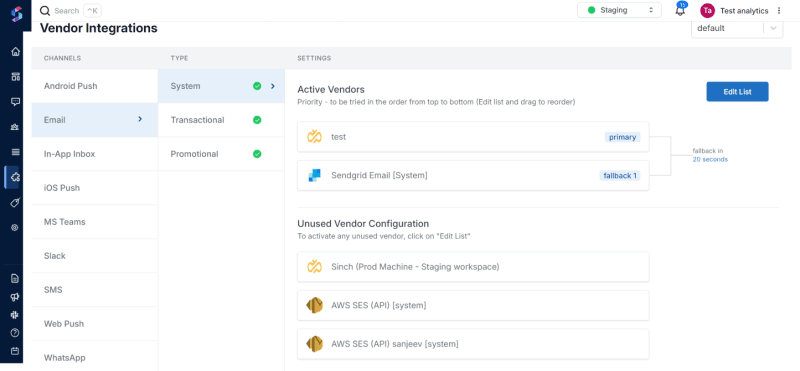 Search ^K
Staging
15
Ta
Test analytics
Vendor Integrations
default
CHANNELS
TYPE
SETTINGS
Android Push
Email
In-App Inbox
iOS Push
MS Teams
Slack
SMS
Web Push
WhatsApp
System
Transactional
Promotional
Active Vendors
Priority - to be tried in the order from top to bottom (Edit list and drag to reorder)
Edit List
test
primary
Sendgrid Email [System]
fallback 1
fallback in
20 seconds
Unused Vendor Configuration
To activate any unused vendor, click on "Edit List"
Sinch (Prod Machine - Staging workspace)
AWS SES (API) [system]
AWS SES (API) sanjeev [system]